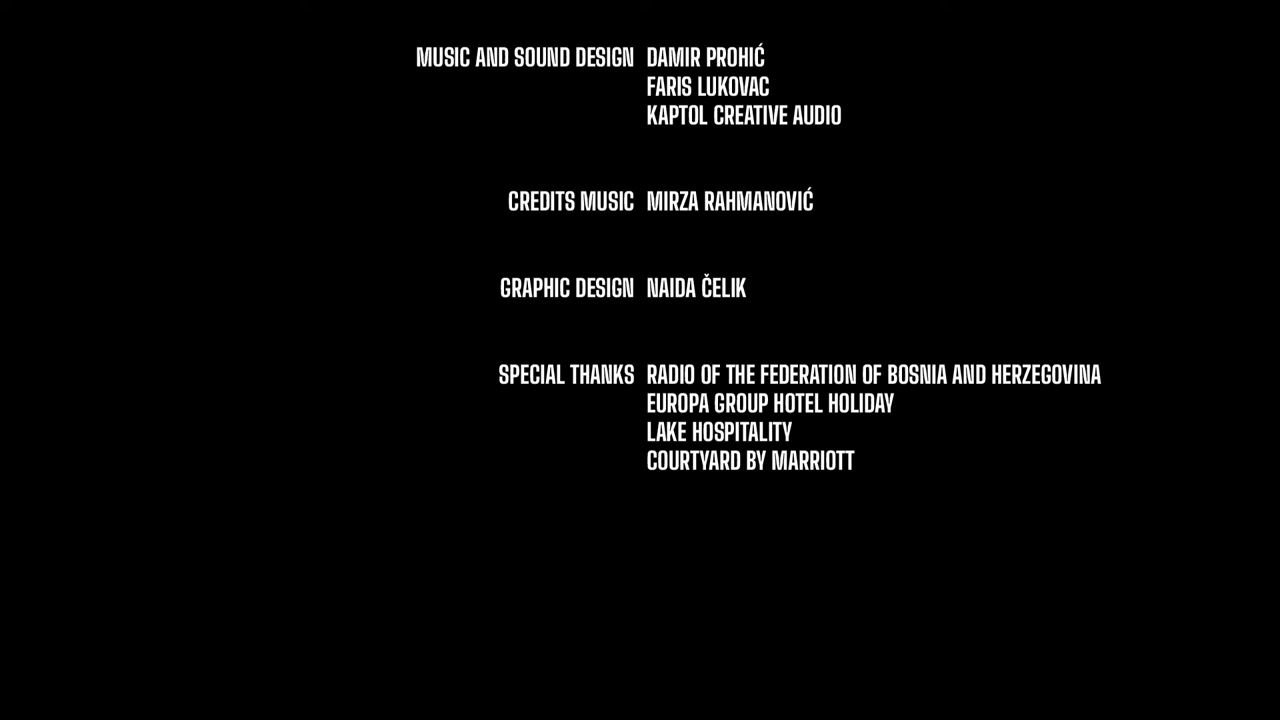 MUSIC AND SOUND DESIGN DAMIR PROHIĆ
FARIS LUKOVAC
KAPTOL CREATIVE AUDIO
CREDITS MUSIC MIRZA RAHMANOVIĆ
GRAPHIC DESIGN NAIDA ČELIK
SPECIAL THANKS RADIO OF THE FEDERATION OF BOSNIA AND HERZEGOVINA
EUROPA GROUP HOTEL HOLIDAY
LAKE HOSPITALITY
COURTYARD BY MARRIOTT